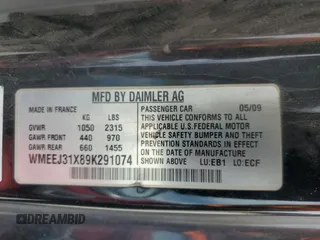 MFD BY DAIMLER AG
MADE IN FRANCE PASSENGER CAR 05/09
KG LBS
GVWR 1050 2315
GAWR FRONT 440 970
GAWR REAR 660 1455
THIS VEHICLE CONFORMS TO ALL
APPLICABLE U.S. FEDERAL MOTOR
VEHICLE SAFETY BUMPER AND
THEFT PREVENTION STANDARDS
IN EFFECT ON THE DATE OF
MANUFACTURE SHOWN ABOVE.
WMEEJ31X89K291074 LU:EB1 LO:ECF
DREAMBID